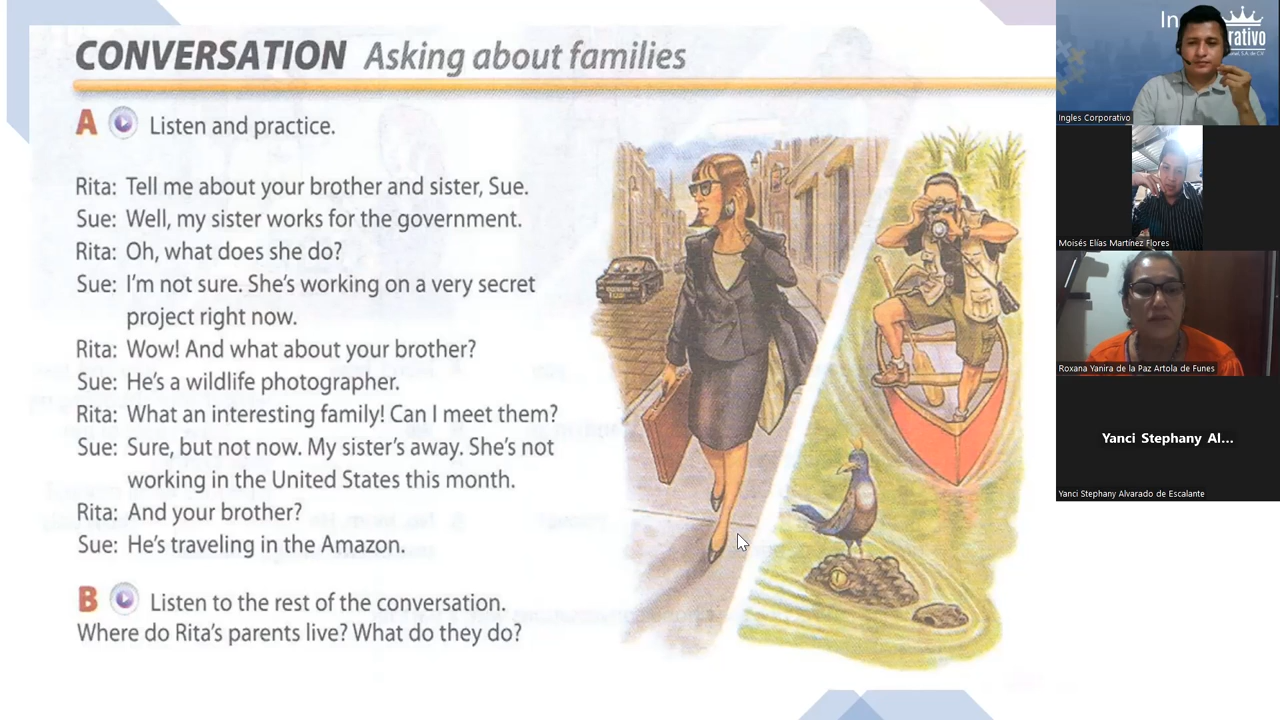 CONVERSATION Asking about families
A Listen and practice.
Rita: Tell me about your brother and sister, Sue.
Sue: Well, my sister works for the government.
Rita: Oh, what does she do?
Sue: I'm not sure. She's working on a very secret
project right now.
Rita: Wow! And what about your brother?
Sue: He's a wildlife photographer.
Rita: What an interesting family! Can I meet them?
Sue: Sure, but not now. My sister's away. She's not
working in the United States this month.
Rita: And your brother?
Sue: He's traveling in the Amazon.
B Listen to the rest of the conversation.
Where do Rita's parents live? What do they do?
Ingles Corporativo
Moisés Elías Martínez Flores
Roxana Yanira de la Paz Artola de Funes
Yanci Stephany Al...
Yanci Stephany Alvarado de Escalante